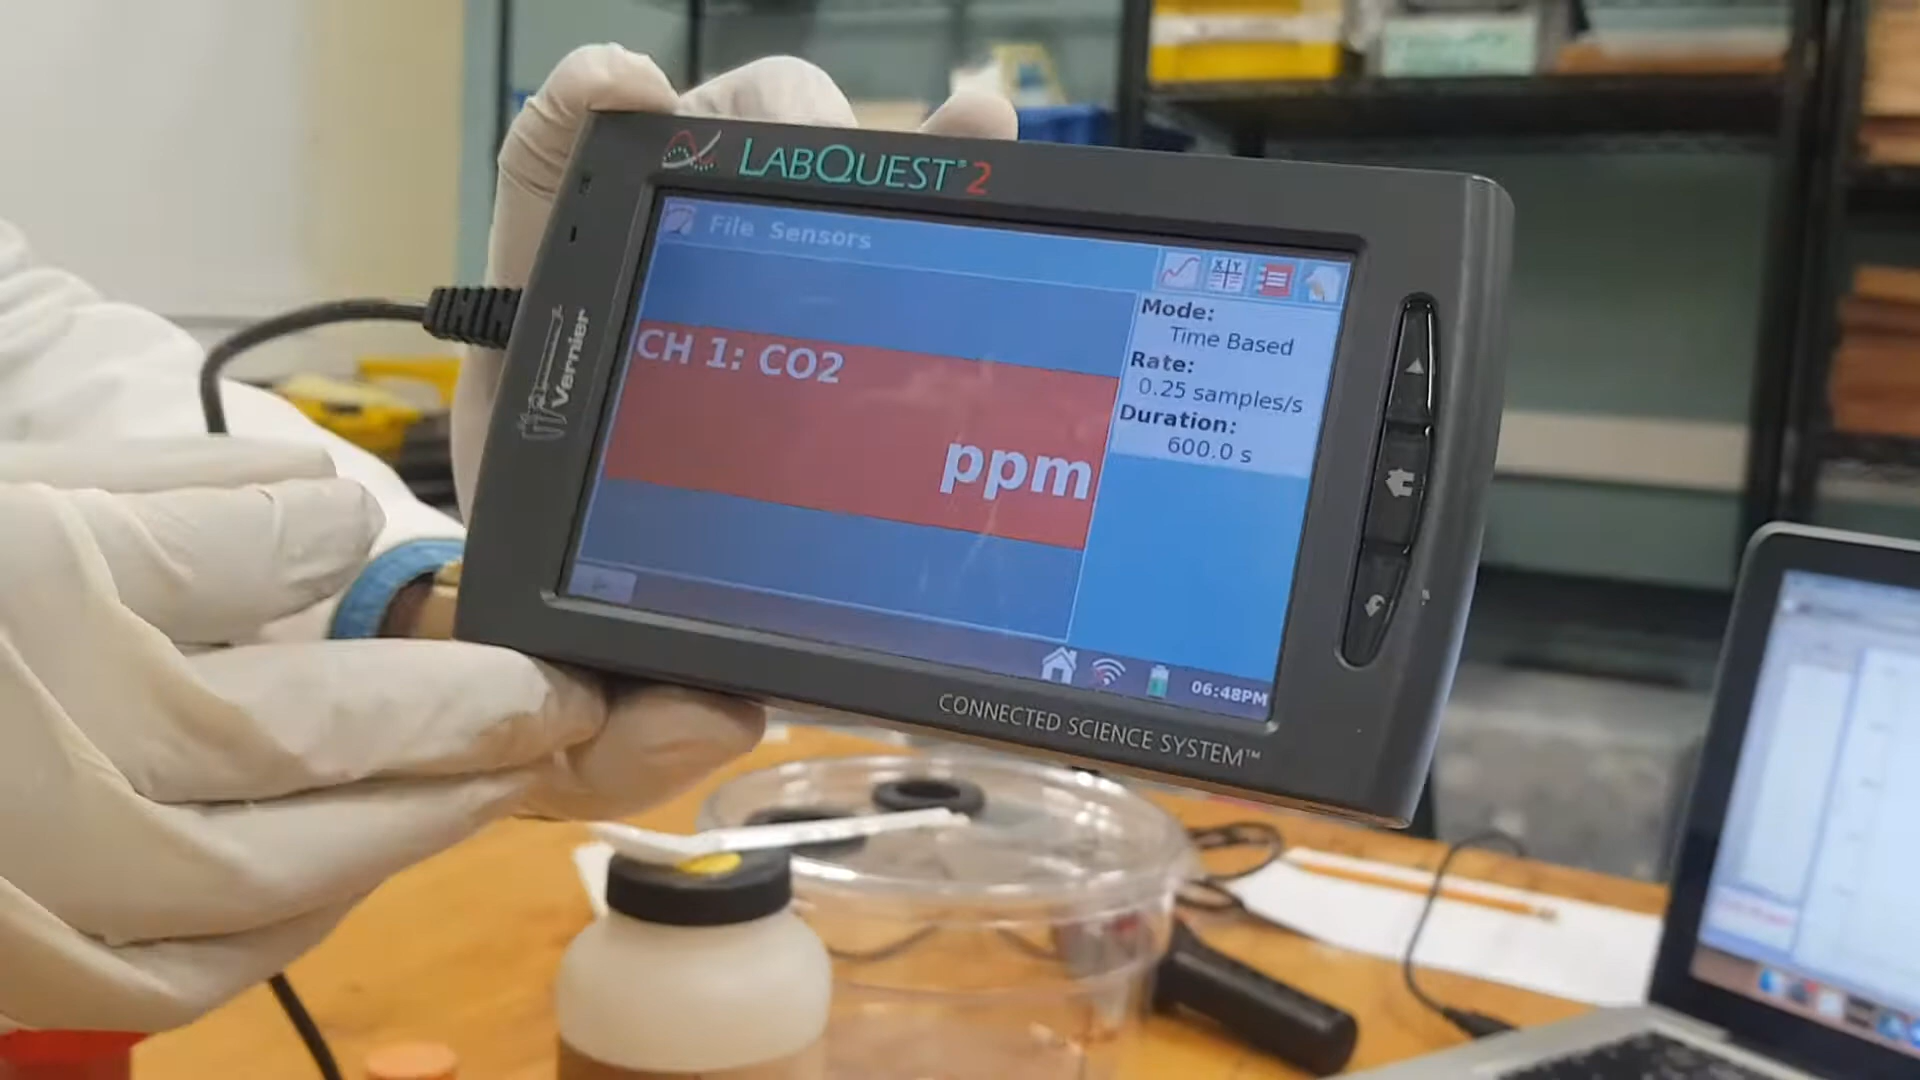 LABQUEST 2
Vernier
File Sensors
CH 1: CO2
ppm
Mode:
Time Based
Rate:
0.25 samples/s
Duration:
600.0 s
06:48PM
CONNECTED SCIENCE SYSTEM™